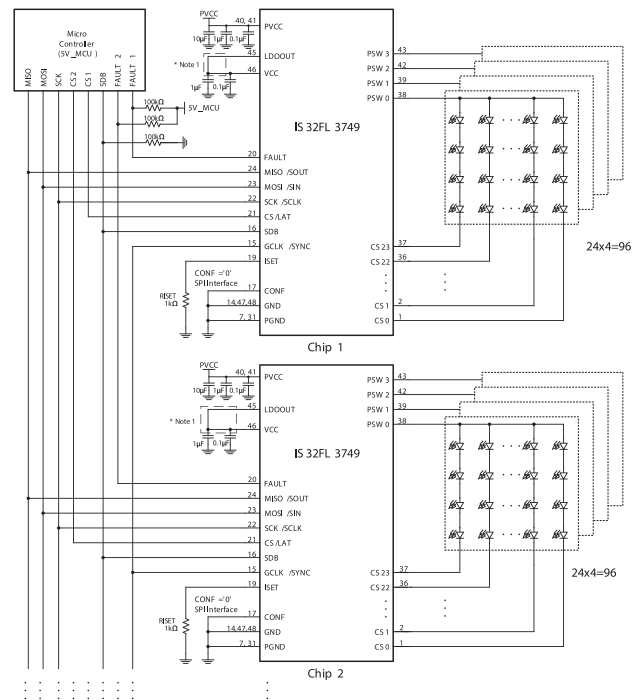 Micro
Controller
(5V_MCU)
MISO
MOSI
SCK
CS2
CS1
SDB
FAULT 2
FAULT 1
100kΩ
5V_MCU
100kΩ
100kΩ
PVCC
10μF
1μF
0.1μF
40, 41
PVCC
45
LDOOUT
* Note 1
46
VCC
1μF
0.1μF
IS 32FL 3749
20
FAULT
24
MISO /SOUT
23
MOSI /SIN
22
SCK /SCLK
21
CS /LAT
16
SDB
15
GCLK /SYNC
19
ISET
CONF ='0'
SPI Interface
RISET
1kΩ
17
CONF
14,47,48
GND
7, 31
PGND
PSW 3
43
PSW 2
42
PSW 1
39
PSW 0
38
CS 23
37
CS 22
36
CS 1
2
CS 0
1
24x4=96
Chip 1
PVCC
10μF
1μF
0.1μF
40, 41
PVCC
45
LDOOUT
* Note 1
46
VCC
1μF
0.1μF
IS 32FL 3749
20
FAULT
24
MISO /SOUT
23
MOSI /SIN
22
SCK /SCLK
21
CS /LAT
16
SDB
15
GCLK /SYNC
19
ISET
CONF ='0'
SPI Interface
RISET
1kΩ
17
CONF
14,47,48
GND
7, 31
PGND
PSW 3
43
PSW 2
42
PSW 1
39
PSW 0
38
CS 23
37
CS 22
36
CS 1
2
CS 0
1
24x4=96
Chip 2